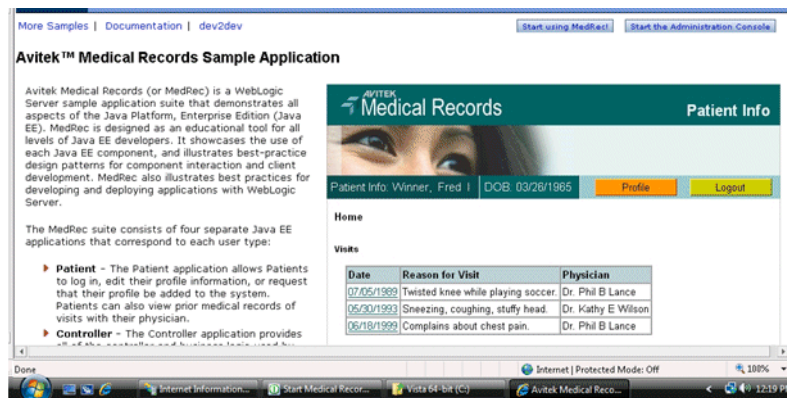 More Samples | Documentation | dev2dev
Start using MedRec!
Start the Administration Console
Avitek™ Medical Records Sample Application
Avitek Medical Records (or MedRec) is a WebLogic
Server sample application suite that demonstrates all
aspects of the Java Platform, Enterprise Edition (Java
EE). MedRec is designed as an educational tool for all
levels of Java EE developers. It showcases the use of
each Java EE component, and illustrates best-practice
design patterns for component interaction and client
development. MedRec also illustrates best practices for
developing and deploying applications with WebLogic
Server.
The MedRec suite consists of four separate Java EE
applications that correspond to each user type:
Patient - The Patient application allows Patients
to log in, edit their profile information, or request
that their profile be added to the system.
Patients can also view prior medical records of
visits with their physician.
Controller - The Controller application provides
all of the controller and business logic used by
AVITEK
Medical Records
Patient Info
Patient Info: Winner, Fred I
DOB: 03/26/1965
Profile
Logout
Home
Visits
Date Reason for Visit Physician
07/05/1989 Twisted knee while playing soccer. Dr. Phil B Lance
05/30/1993 Sneezing, coughing, stuffy head. Dr. Kathy E Wilson
06/18/1999 Complains about chest pain. Dr. Phil B Lance
Done
Internet | Protected Mode: Off
100%
Internet Information...
Start Medical Recor...
Vista 64-bit (C:)
Avitek Medical Reco...
12:19 P